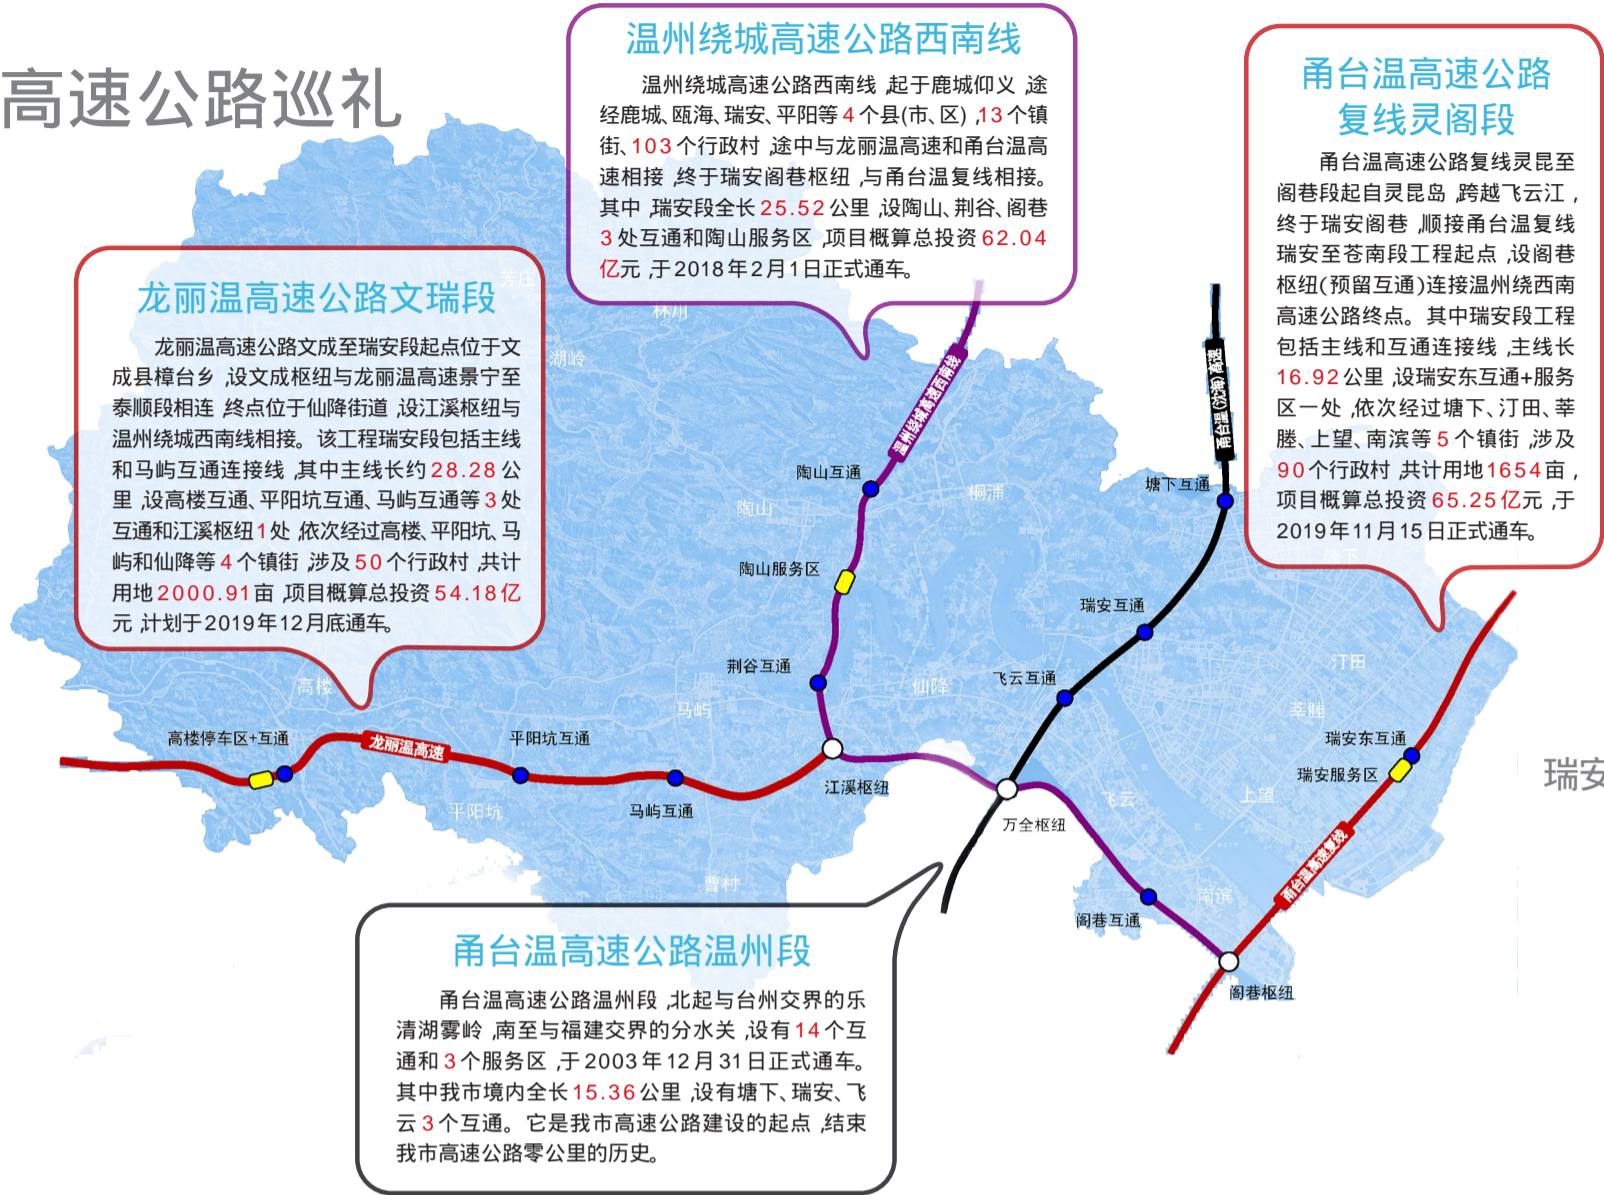 高速公路巡礼
温州绕城高速公路西南线
温州绕城高速公路西南线,起于鹿城仰义,途
经鹿城、瓯海、瑞安、平阳等4个县(市、区),13个镇
街、103个行政村,途中与龙丽温高速和甬台温高
速相接,终于瑞安阁巷枢纽,与甬台温复线相接。
其中,瑞安段全长25.52公里,设陶山、荆谷、阁巷
3处互通和陶山服务区,项目概算总投资62.04
亿元,于2018年2月1日正式通车。
甬台温高速公路
复线灵阁段
甬台温高速公路复线灵昆至
阁巷段起自灵昆岛,跨越飞云江,
终于瑞安阁巷,顺接甬台温复线
瑞安至苍南段工程起点,设阁巷
枢纽(预留互通)连接温州绕西南
高速公路终点。其中瑞安段工程
包括主线和互通连接线,主线长
16.92公里,设瑞安东互通+服务
区一处,依次经过塘下、汀田、莘
塍、上望、南滨等5个镇街,涉及
90个行政村,共计用地1654亩,
项目概算总投资65.25亿元,于
2019年11月15日正式通车。
龙丽温高速公路文瑞段
龙丽温高速公路文成至瑞安段起点位于文
成县樟台乡,设文成枢纽与龙丽温高速景宁至
泰顺段相连,终点位于仙降街道,设江溪枢纽与
温州绕城西南线相接。该工程瑞安段包括主线
和马屿互通连接线,其中主线长约28.28公
里,设高楼互通、平阳坑互通、马屿互通等3处
互通和江溪枢纽1处,依次经过高楼、平阳坑、马
屿和仙降等4个镇街,涉及50个行政村,共计
用地2000.91亩,项目概算总投资54.18亿
元,计划于2019年12月底通车。
芳庄
林川
湖岭
温州绕城高速西南线
甬台温(沈海)高速
陶山互通
桐浦
塘下互通
陶山
塘下
陶山服务区
瑞安互通
荆谷互通
汀田
飞云互通
仙降
高楼
马屿
莘塍
高楼停车区+互通
龙丽温高速
平阳坑互通
瑞安东互通
瑞安服务区
瑞安
江溪枢纽
飞云
上望
平阳坑
马屿互通
万全枢纽
甬台温高速复线
曹村
南滨
阁巷互通
阁巷枢纽
甬台温高速公路温州段
甬台温高速公路温州段,北起与台州交界的乐
清湖雾岭,南至与福建交界的分水关,设有14个互
通和3个服务区,于2003年12月31日正式通车。
其中我市境内全长15.36公里,设有塘下、瑞安、飞
云3个互通。它是我市高速公路建设的起点,结束
我市高速公路零公里的历史。